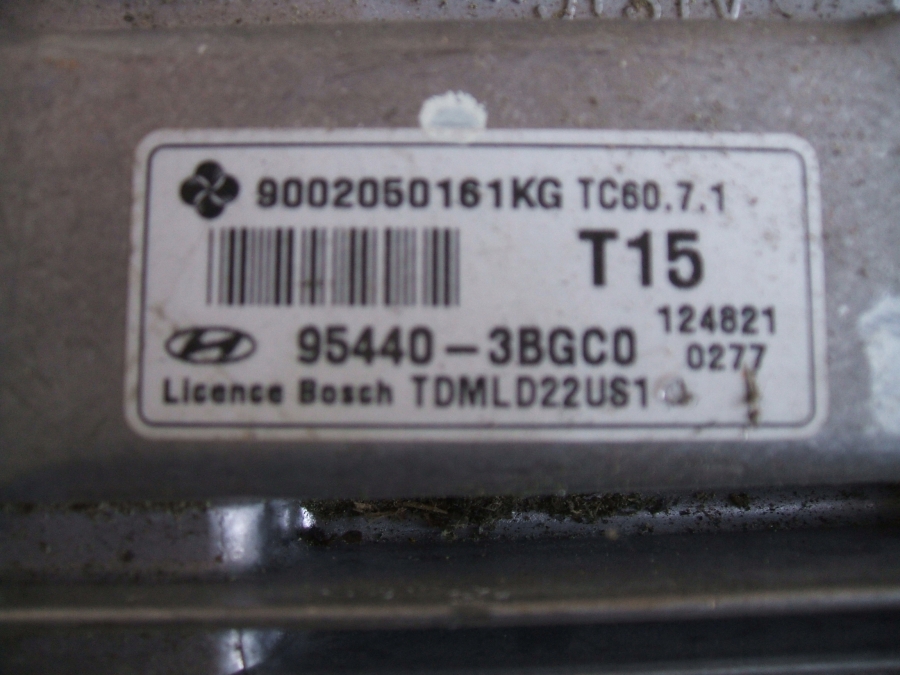 9002050161KG TC60.7.1
T15
124821
95440-3BGC0
0277
Licence Bosch TDMLD22US1